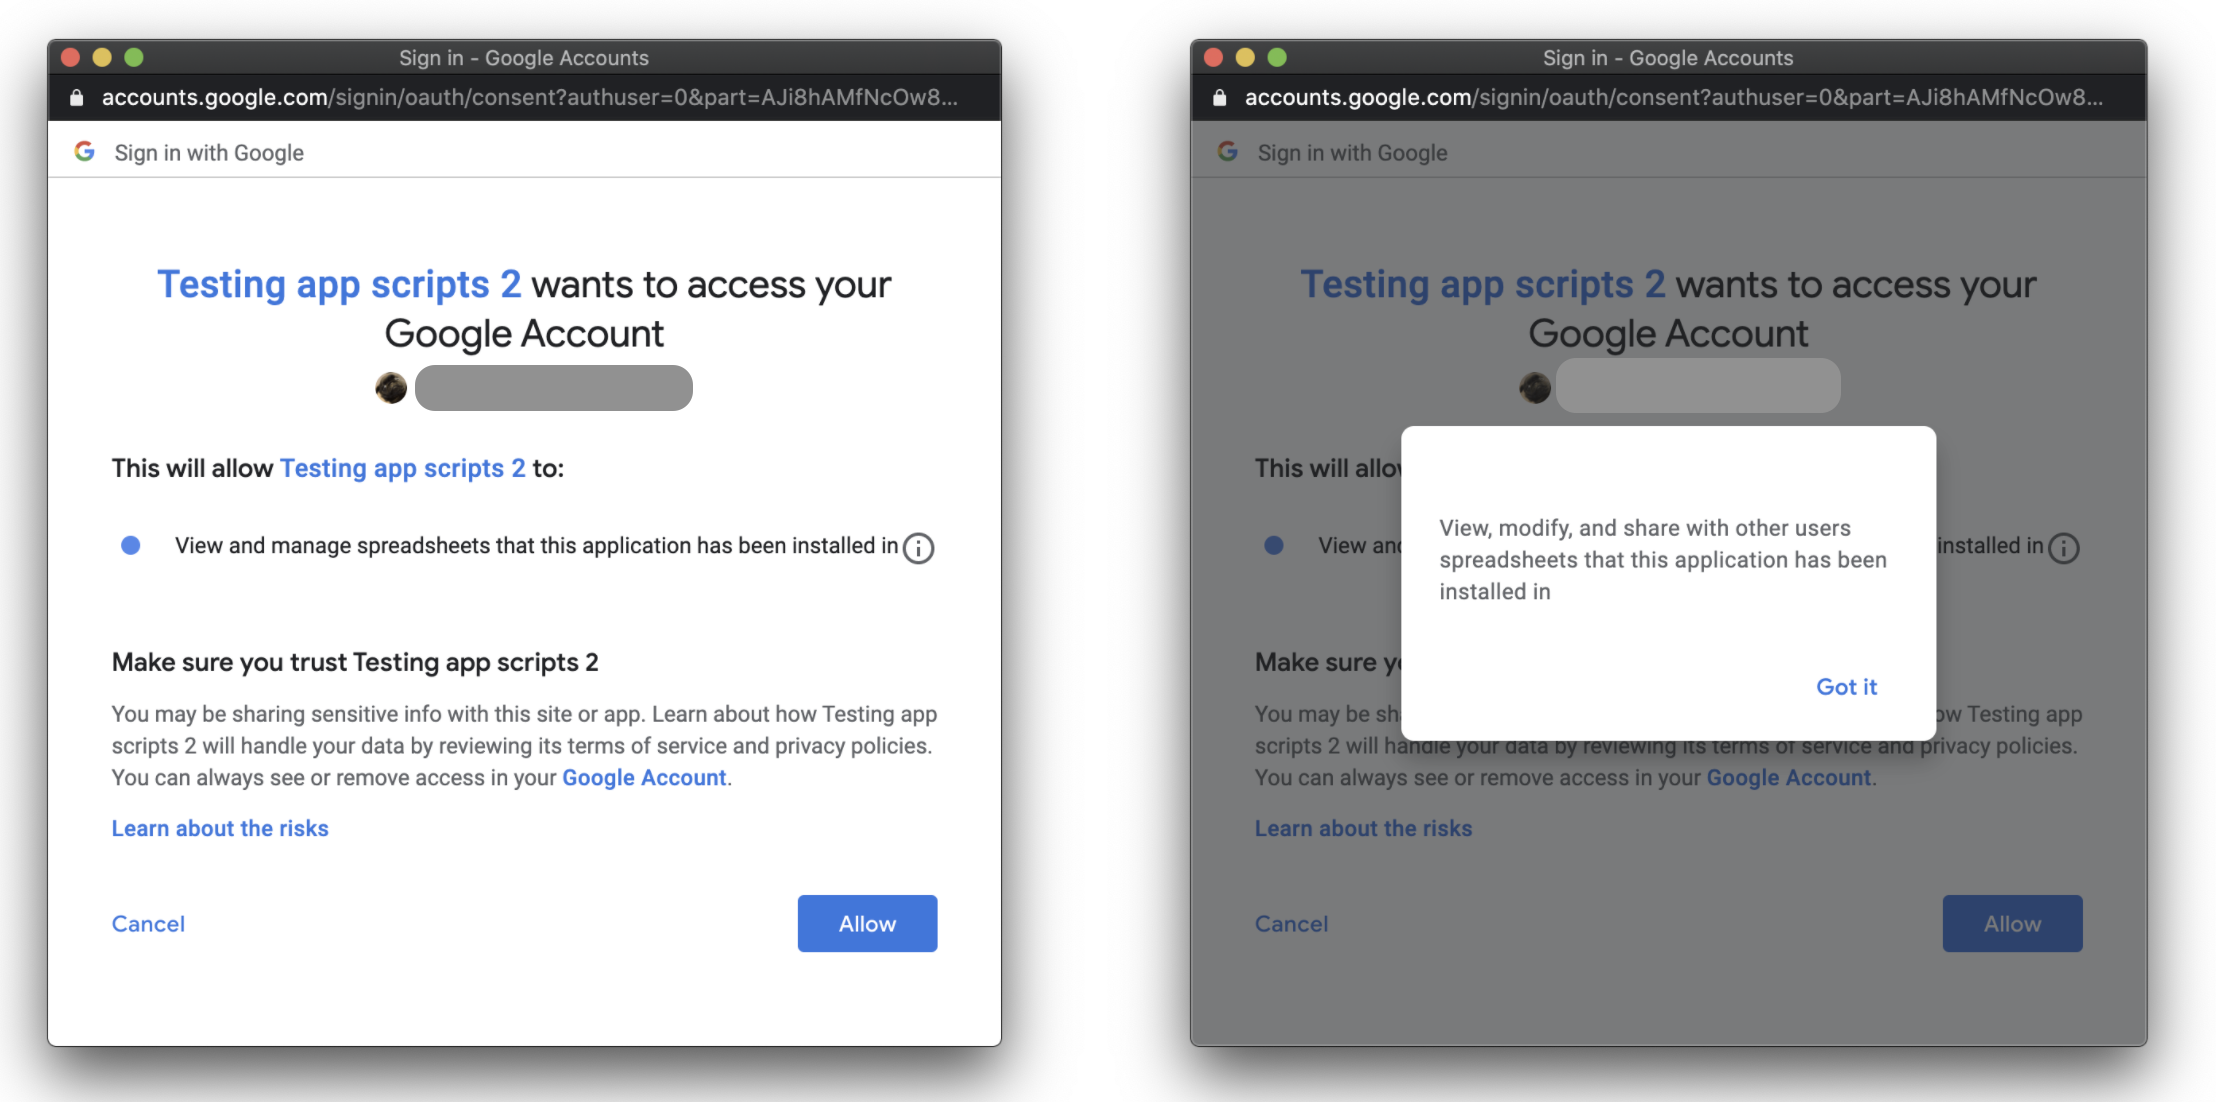 Sign in - Google Accounts
accounts.google.com/signin/oauth/consent?authuser=0&part=AJi8hAMfNcOw8...
Sign in with Google
Testing app scripts 2 wants to access your
Google Account
This will allow Testing app scripts 2 to:
View and manage spreadsheets that this application has been installed in
Make sure you trust Testing app scripts 2
You may be sharing sensitive info with this site or app. Learn about how Testing app
scripts 2 will handle your data by reviewing its terms of service and privacy policies.
You can always see or remove access in your Google Account.
Learn about the risks
Cancel
Allow
Sign in - Google Accounts
accounts.google.com/signin/oauth/consent?authuser=0&part=AJi8hAMfNcOw8...
Sign in with Google
Testing app scripts 2 wants to access your
Google Account
This will allow
View and
installed in
View, modify, and share with other users
spreadsheets that this application has been
installed in
Got it
Make sure you
You may be sh
ow Testing app
scripts 2 will handle your data by reviewing its terms of service and privacy policies.
You can always see or remove access in your Google Account.
Learn about the risks
Cancel
Allow